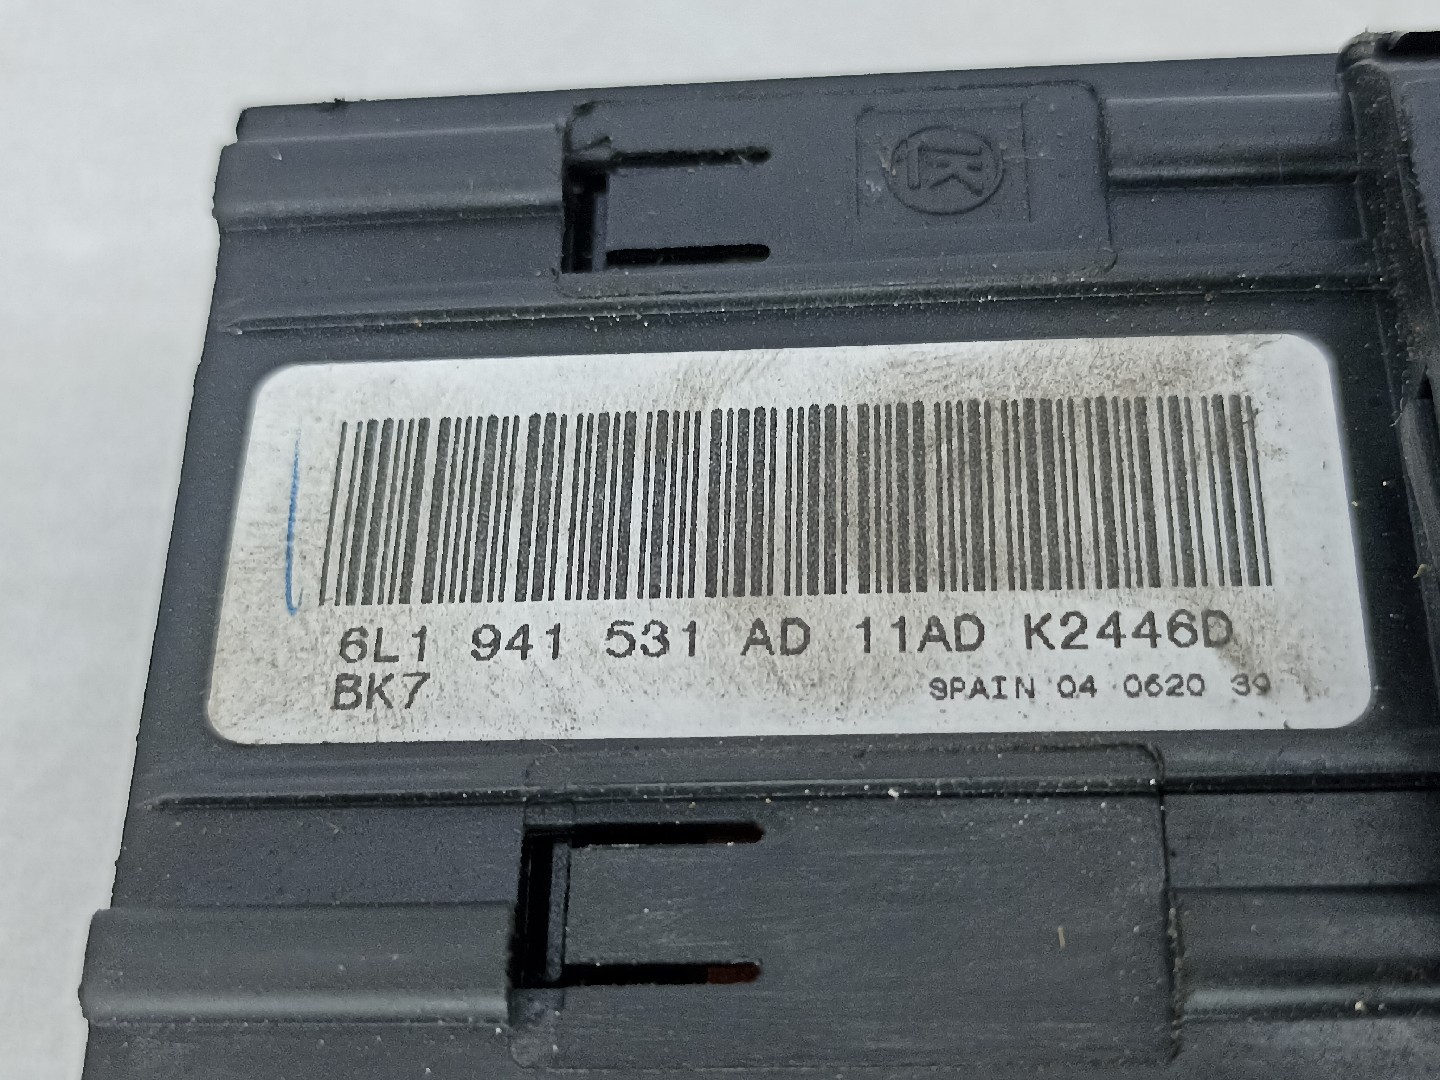 6L1 941 531 AD 11AD K2446D
BK7
SPAIN 04 0620 39